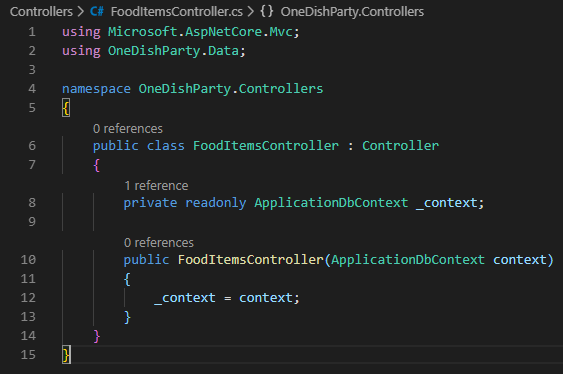 Controllers > C# FoodItemsController.cs > {} OneDishParty.Controllers
1 using Microsoft.AspNetCore.Mvc;
2 using OneDishParty.Data;
3
4 namespace OneDishParty.Controllers
5 {
0 references
6 public class FoodItemsController : Controller
7 {
1 reference
8 private readonly ApplicationDbContext _context;
9
0 references
10 public FoodItemsController(ApplicationDbContext context)
11 {
12 _context = context;
13 }
14 }
15 }